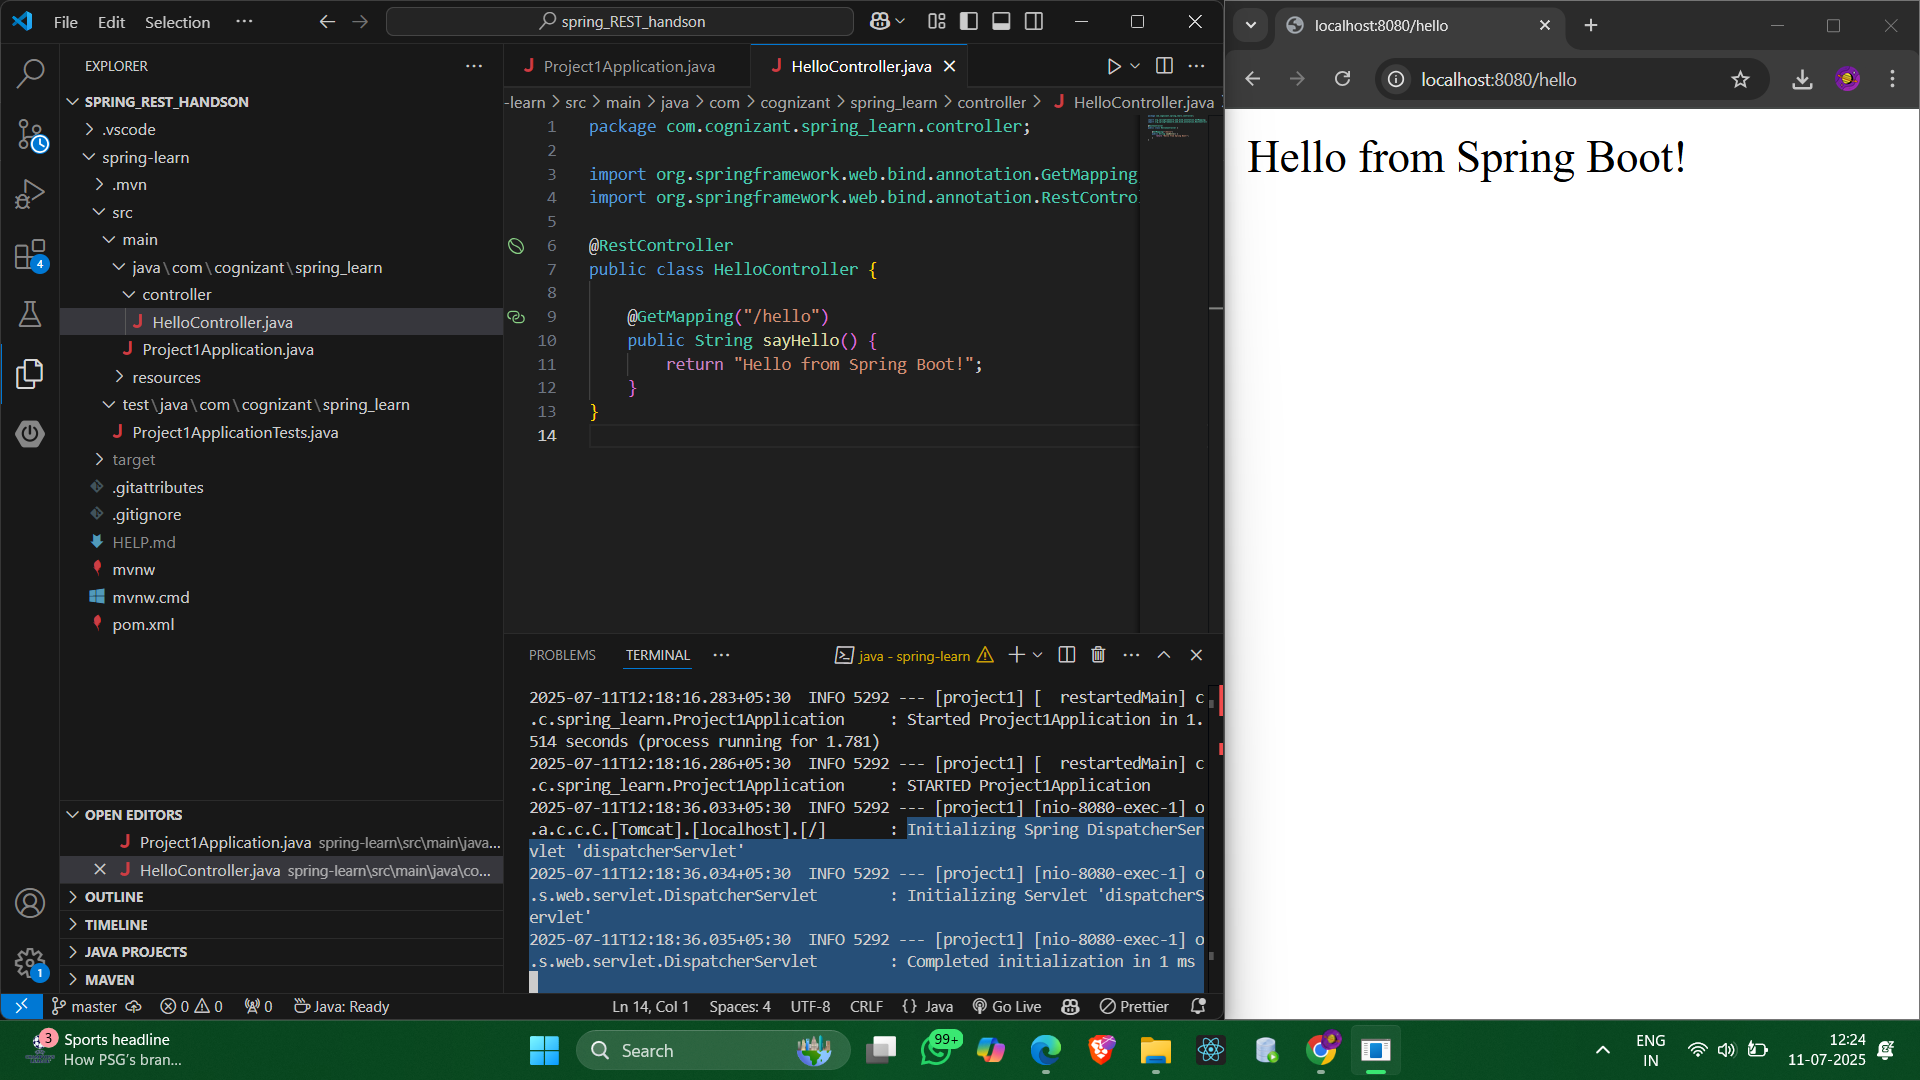 File Edit Selection ··· spring_REST_handson
EXPLORER ···
SPRING_REST_HANDSON
.vscode
spring-learn
.mvn
src
main
java\com\cognizant\spring_learn
controller
HelloController.java
Project1Application.java
resources
test\java\com\cognizant\spring_learn
Project1ApplicationTests.java
target
.gitattributes
.gitignore
HELP.md
mvnw
mvnw.cmd
pom.xml
OPEN EDITORS
Project1Application.java spring-learn\src\main\java...
HelloController.java spring-learn\src\main\java\co...
OUTLINE
TIMELINE
JAVA PROJECTS
MAVEN
4
1
Project1Application.java HelloController.java
-learn > src > main > java > com > cognizant > spring_learn > controller > HelloController.java
1 package com.cognizant.spring_learn.controller;
2
3 import org.springframework.web.bind.annotation.GetMapping
4 import org.springframework.web.bind.annotation.RestContro
5
6 @RestController
7 public class HelloController {
8
9 @GetMapping("/hello")
10 public String sayHello() {
11 return "Hello from Spring Boot!";
12 }
13 }
14
PROBLEMS TERMINAL ··· java - spring-learn
2025-07-11T12:18:16.283+05:30 INFO 5292 --- [project1] [ restartedMain] c
.c.spring_learn.Project1Application : Started Project1Application in 1.
514 seconds (process running for 1.781)
2025-07-11T12:18:16.286+05:30 INFO 5292 --- [project1] [ restartedMain] c
.c.spring_learn.Project1Application : STARTED Project1Application
2025-07-11T12:18:36.033+05:30 INFO 5292 --- [project1] [nio-8080-exec-1] o
.a.c.c.C.[Tomcat].[localhost].[/] : Initializing Spring DispatcherSer
vlet 'dispatcherServlet'
2025-07-11T12:18:36.034+05:30 INFO 5292 --- [project1] [nio-8080-exec-1] o
.s.web.servlet.DispatcherServlet : Initializing Servlet 'dispatcherS
ervlet'
2025-07-11T12:18:36.035+05:30 INFO 5292 --- [project1] [nio-8080-exec-1] o
.s.web.servlet.DispatcherServlet : Completed initialization in 1 ms
master 0 0 0 Java: Ready Ln 14, Col 1 Spaces: 4 UTF-8 CRLF {} Java Go Live Prettier
localhost:8080/hello
localhost:8080/hello
Hello from Spring Boot!
3 Sports headline
How PSG's bran...
Search
99+
ENG
IN
12:24
11-07-2025